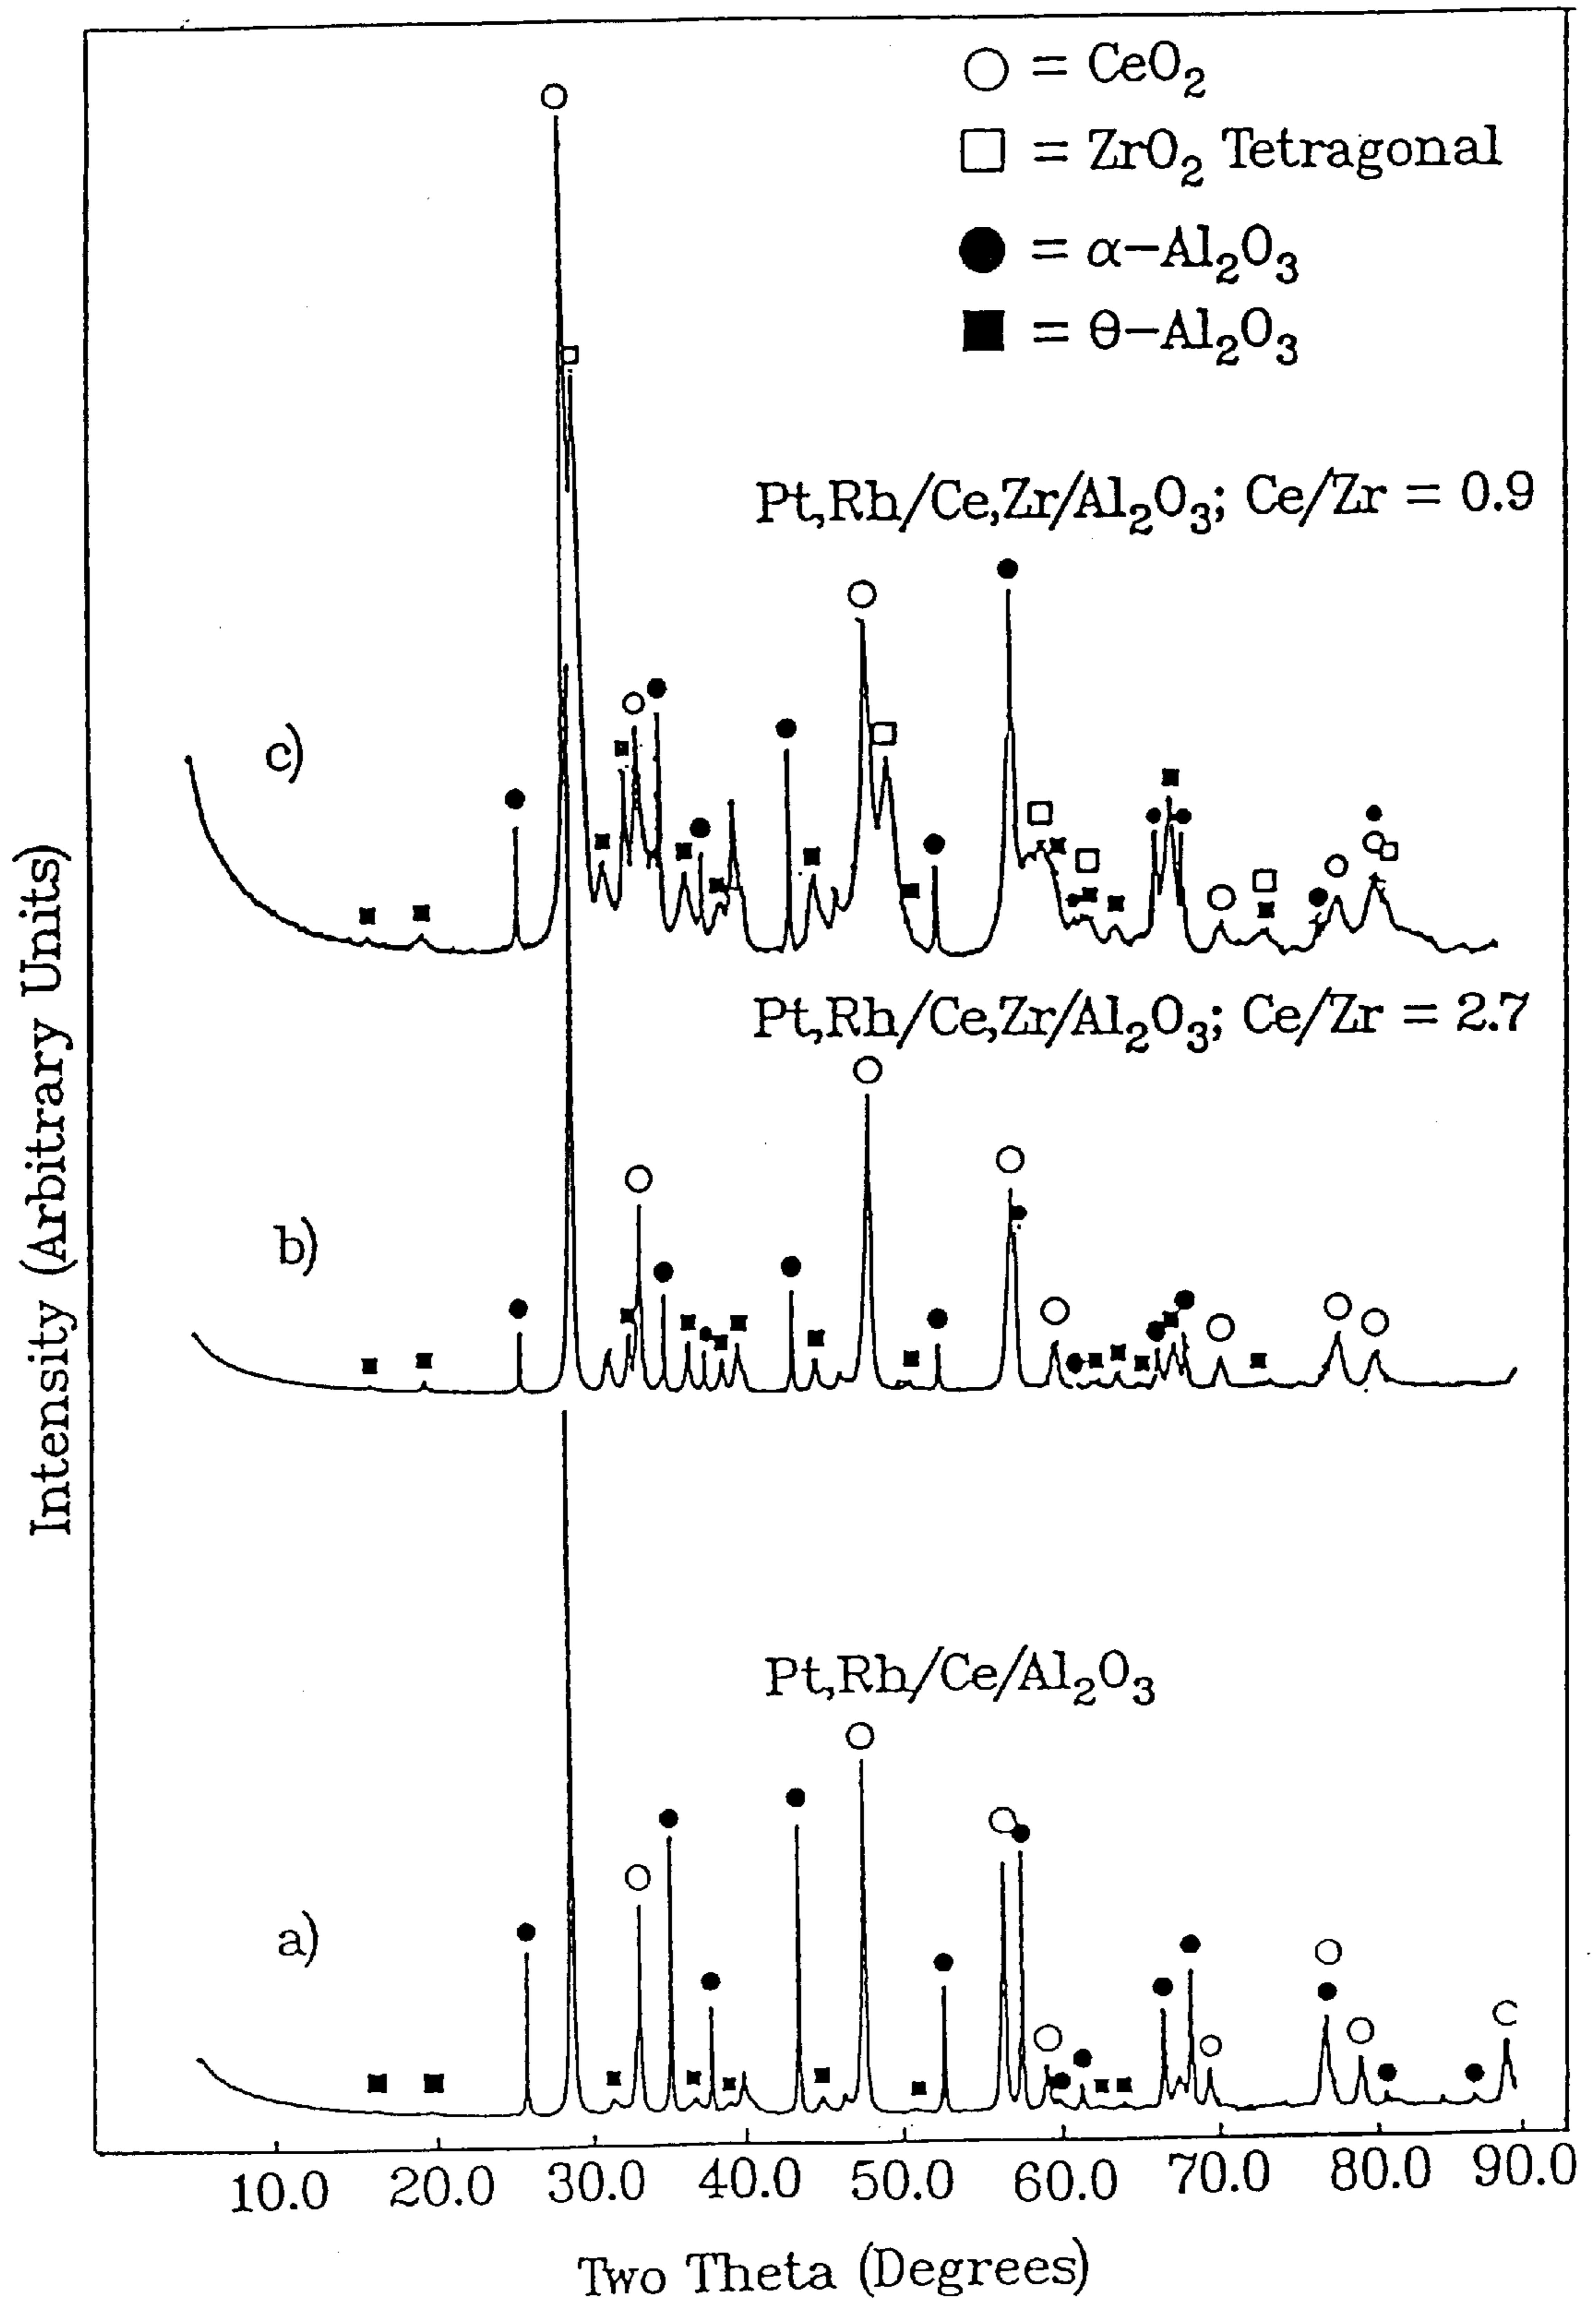 ○ = CeO₂
□ = ZrO₂ Tetragonal
● = α–Al₂O₃
■ = θ–Al₂O₃
Pt,Rh/Ce,Zr/Al₂O₃; Ce/Zr = 0.9
c)
Pt,Rh/Ce,Zr/Al₂O₃; Ce/Zr = 2.7
b)
Pt,Rh/Ce/Al₂O₃
a)
Intensity (Arbitrary Units)
10.0 20.0 30.0 40.0 50.0 60.0 70.0 80.0 90.0
Two Theta (Degrees)